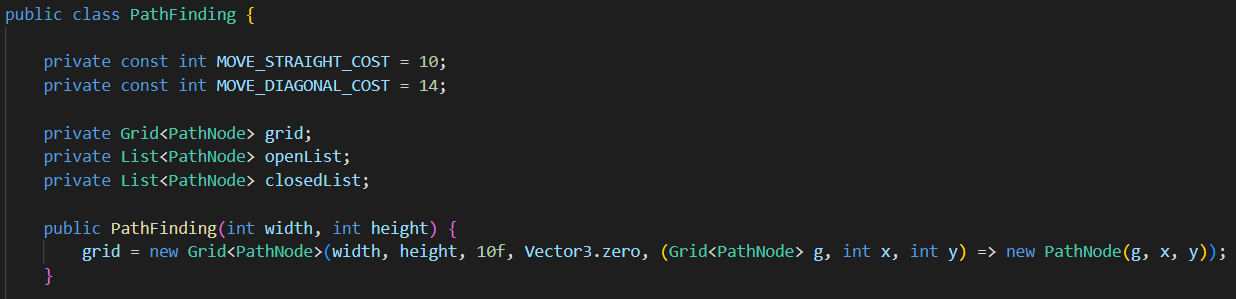 public class PathFinding {
private const int MOVE_STRAIGHT_COST = 10;
private const int MOVE_DIAGONAL_COST = 14;
private Grid<PathNode> grid;
private List<PathNode> openList;
private List<PathNode> closedList;
public PathFinding(int width, int height) {
grid = new Grid<PathNode>(width, height, 10f, Vector3.zero, (Grid<PathNode> g, int x, int y) => new PathNode(g, x, y));
}